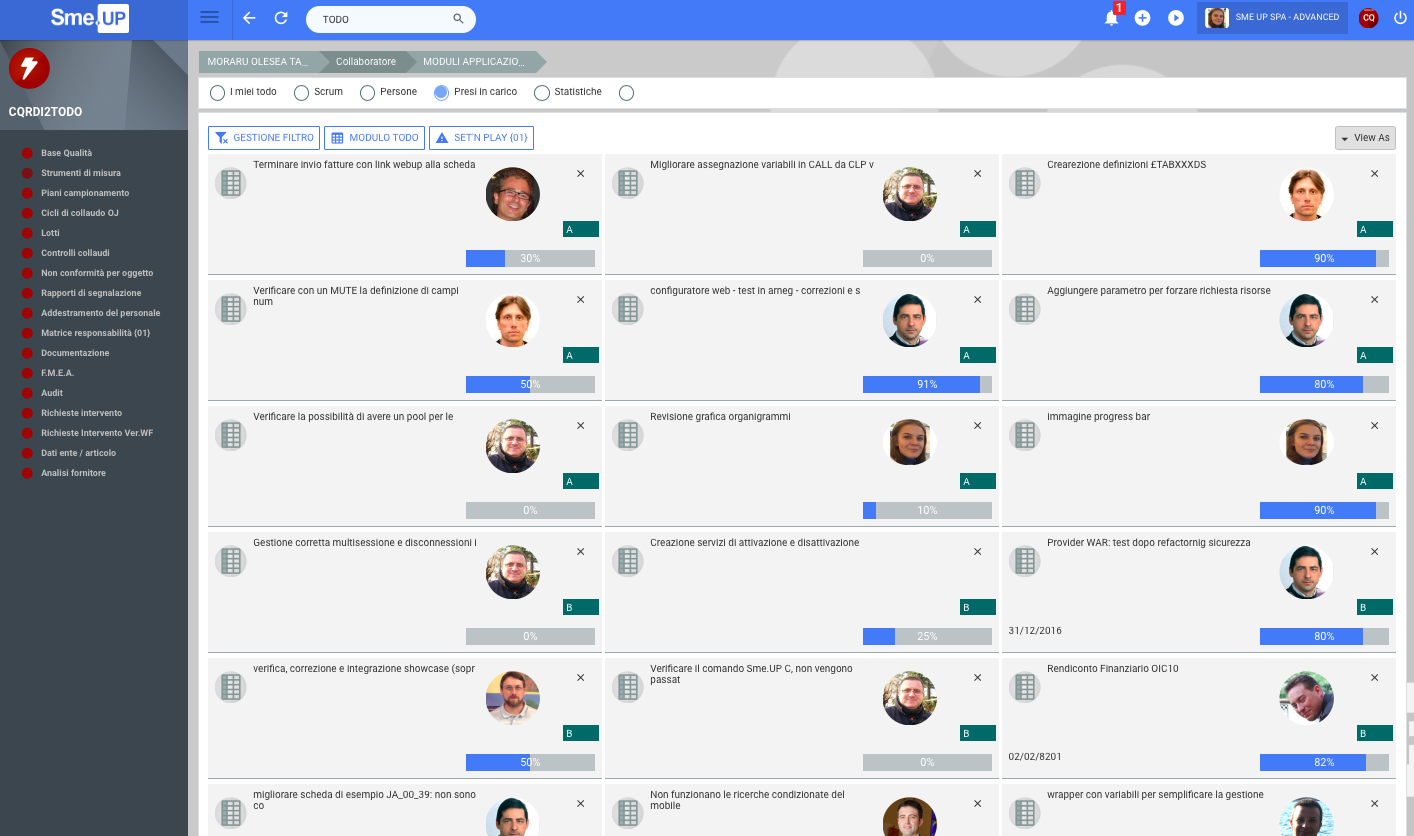 Sme.UP
TODO
1
SME UP SPA - ADVANCED
CQ
CQRDI2TODO
Base Qualità
Strumenti di misura
Piani campionamento
Cicli di collaudo OJ
Lotti
Controlli collaudi
Non conformità per oggetto
Rapporti di segnalazione
Addestramento del personale
Matrice responsabilità {01}
Documentazione
F.M.E.A.
Audit
Richieste intervento
Richieste Intervento Ver.WF
Dati ente / articolo
Analisi fornitore
MORARU OLESEA TA...
Collaboratore
MODULI APPLICAZIO...
I miei todo
Scrum
Persone
Presi in carico
Statistiche
GESTIONE FILTRO
MODULO TODO
SET'N PLAY {01}
View As
Terminare invio fatture con link webup alla scheda
A
30%
Migliorare assegnazione variabili in CALL da CLP v
A
0%
Crearezione definizioni £TABXXXDS
A
90%
Verificare con un MUTE la definizione di campi
num
A
50%
configuratore web - test in arneg - correzioni e s
A
91%
Aggiungere parametro per forzare richiesta risorse
A
80%
Verificare la possibilità di avere un pool per le
A
0%
Revisione grafica organigrammi
A
10%
immagine progress bar
A
90%
Gestione corretta multisessione e disconnessioni i
B
0%
Creazione servizi di attivazione e disattivazione
B
25%
Provider WAR: test dopo refactornig sicurezza
B
31/12/2016
80%
verifica, correzione e integrazione showcase (sopr
B
50%
Verificare il comando Sme.UP C, non vengono
passat
B
0%
Rendiconto Finanziario OIC10
B
02/02/8201
82%
migliorare scheda di esempio JA_00_39: non sono
co
Non funzionano le ricerche condizionate del
mobile
wrapper con variabili per semplificare la gestione